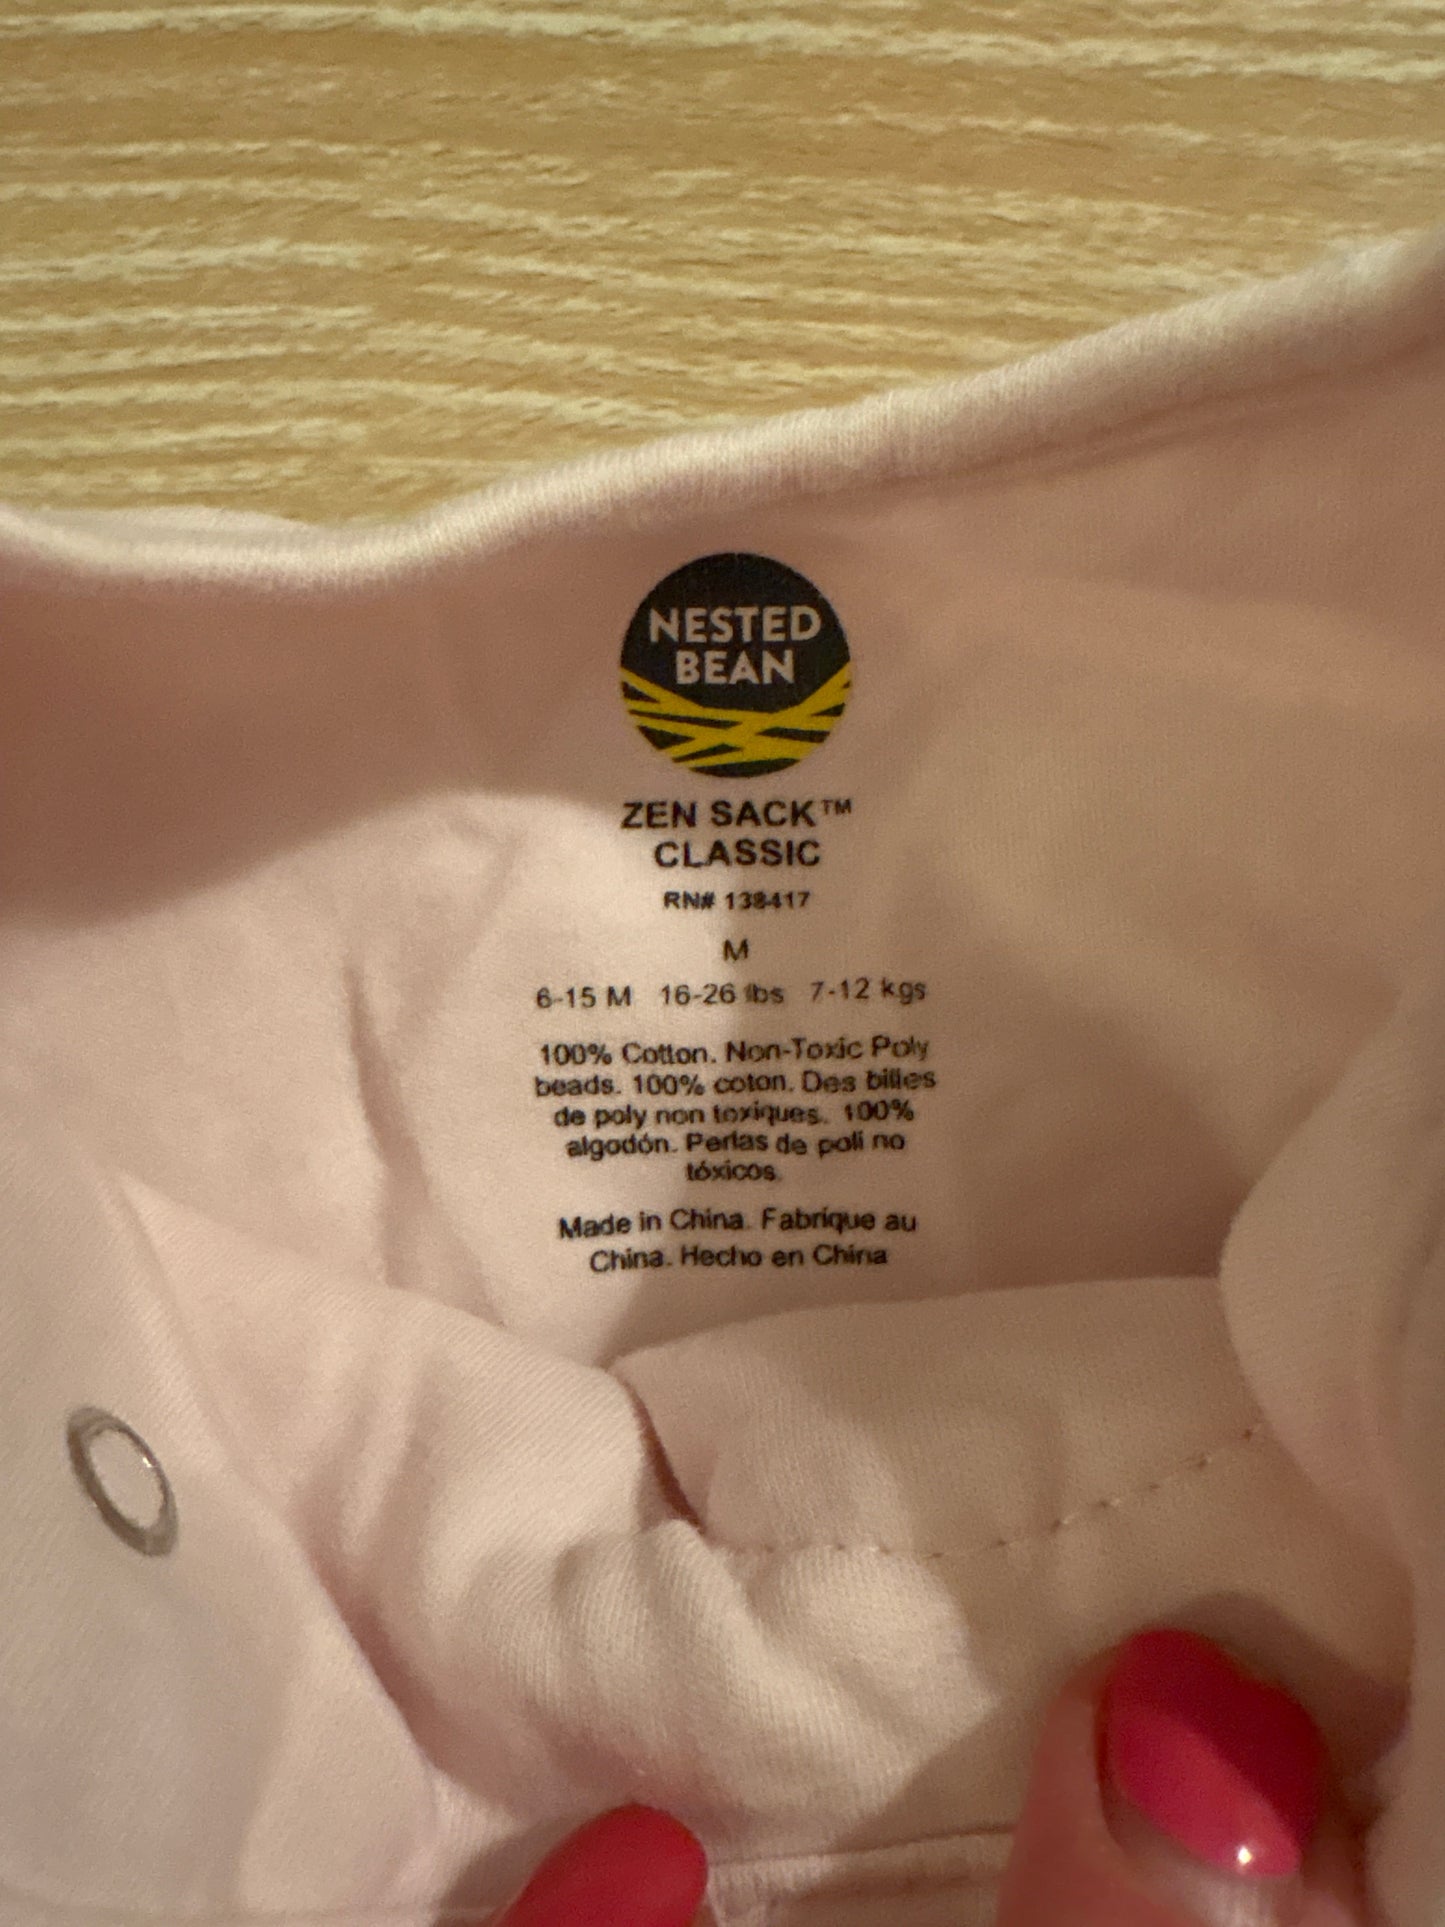 NESTED
BEAN
ZEN SACK™
CLASSIC
RN# 138417
M
6-15 M 16-26 lbs 7-12 kgs
100% Cotton. Non-Toxic Poly
beads. 100% coton. Des billes
de poly non toxiques. 100%
algodón. Perlas de poli no
tóxicos.
Made in China. Fabrique au
China. Hecho en China